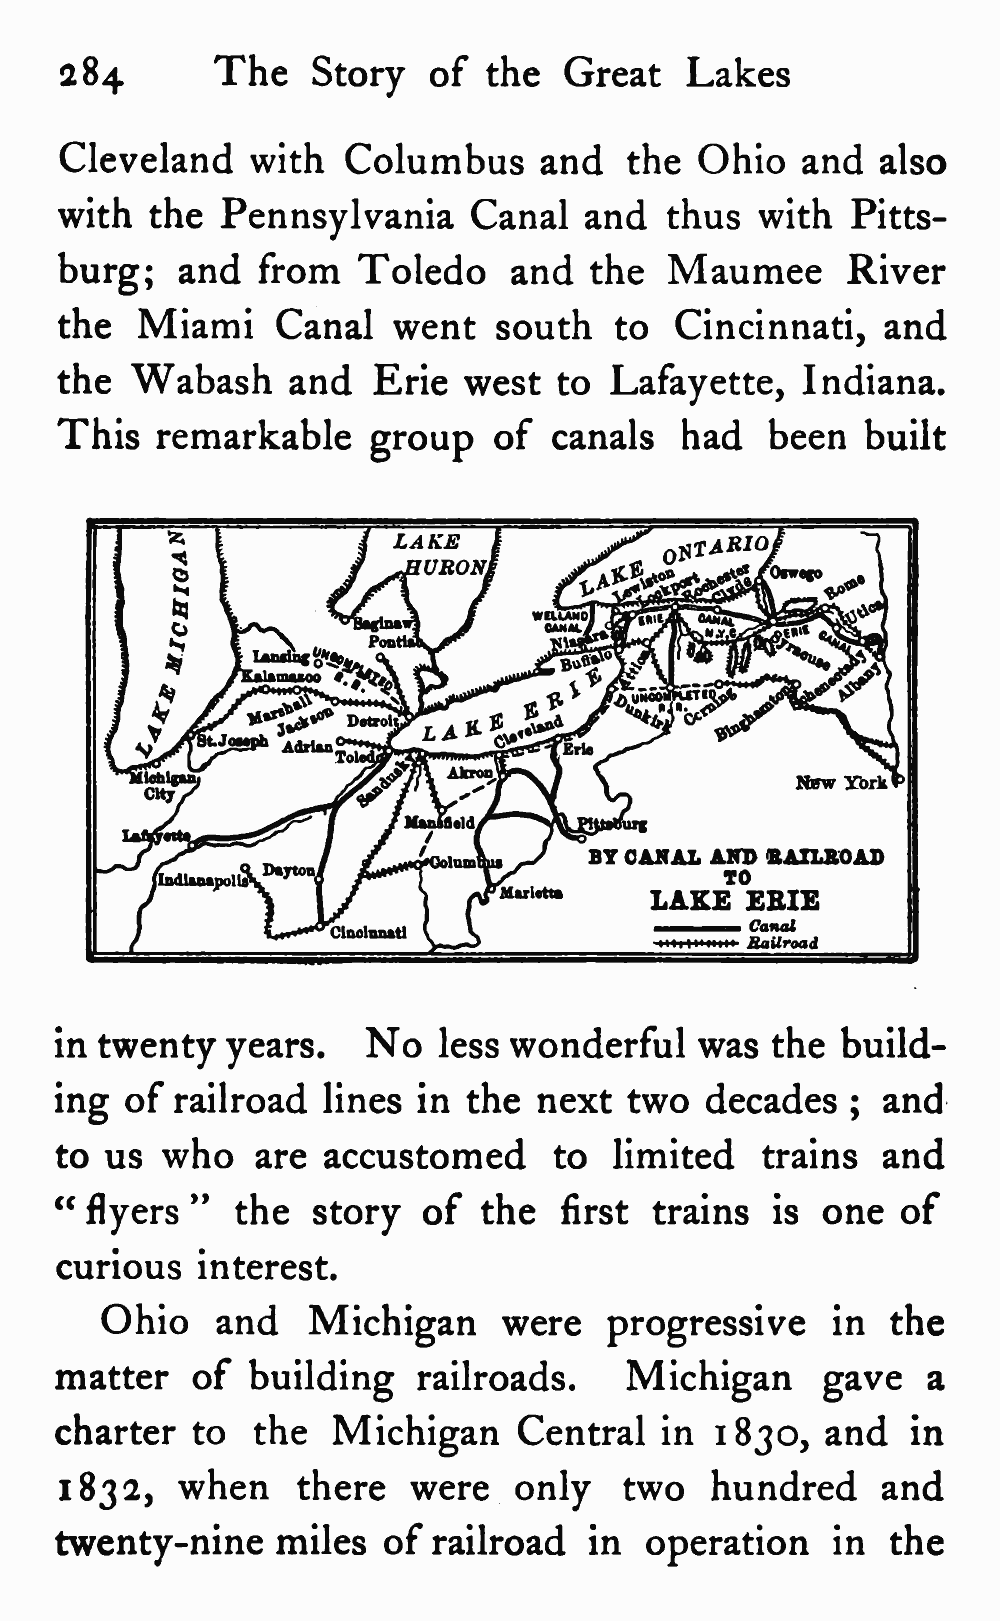 284 The Story of the Great Lakes
Cleveland with Columbus and the Ohio and also
with the Pennsylvania Canal and thus with Pitts-
burg; and from Toledo and the Maumee River
the Miami Canal went south to Cincinnati, and
the Wabash and Erie west to Lafayette, Indiana.
This remarkable group of canals had been built
LAKE MICHIGAN
LAKE
HURON
LAKE ONTARIO
Lewiston
Lockport
Rochester
Clyde
Oswego
Rome
Utica
WELLAND
CANAL
Niagara
Buffalo
ERIE CANAL
N.Y.C.
ERIE CANAL
Syracuse
Schenectady
Albany
Saginaw
Pontiac
Lansing
UNCOMPLETED
R.R.
Kalamazoo
Marshall
Jackson
Detroit
St. Joseph
Adrian
Toledo
LAKE ERIE
Cleveland
Attica
UNCOMPLETED
R.R.
Dunkirk
Corning
Binghamton
Erie
Michigan
City
Sandusky
Akron
New York
Lafayette
Mansfield
Pittsburg
Indianapolis
Dayton
Columbus
Marietta
Cincinnati
BY CANAL AND RAILROAD
TO
LAKE ERIE
Canal
Railroad
in twenty years. No less wonderful was the build-
ing of railroad lines in the next two decades; and
to us who are accustomed to limited trains and
“flyers” the story of the first trains is one of
curious interest.
Ohio and Michigan were progressive in the
matter of building railroads. Michigan gave a
charter to the Michigan Central in 1830, and in
1832, when there were only two hundred and
twenty-nine miles of railroad in operation in the